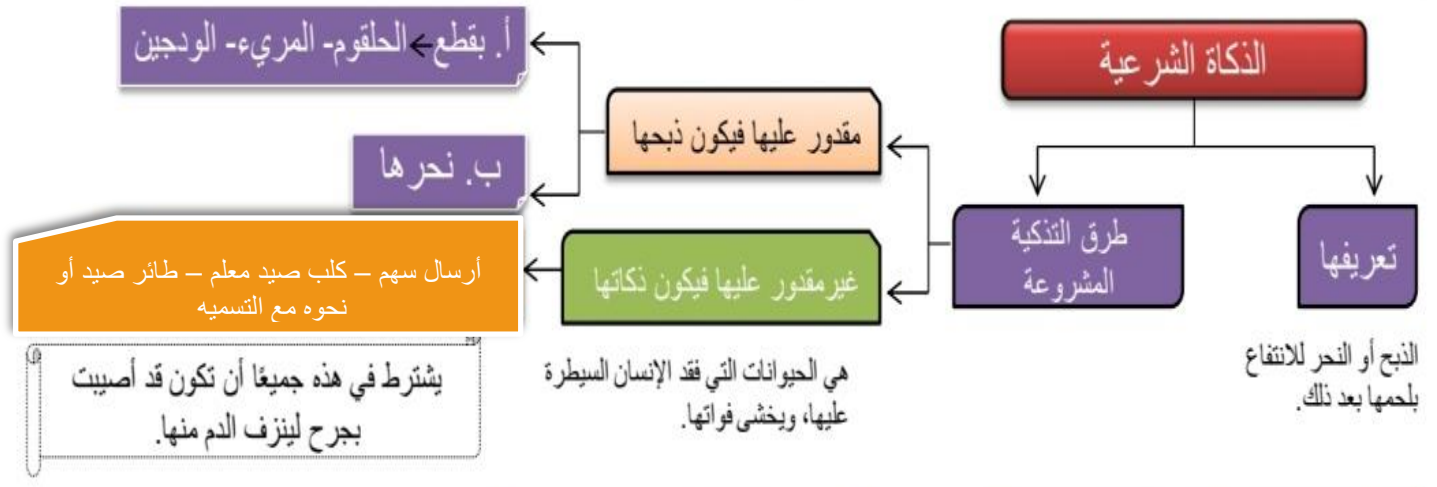 الذكاة الشرعية
تعريفها
الذبح أو النحر للانتفاع
بلحمها بعد ذلك.
طرق التذكية
المشروعة
مقدور عليها فيكون ذبحها
أ. بقطع← الحلقوم- المريء- الودجين
ب. نحرها
غيرمقدور عليها فيكون ذكاتها
هي الحيوانات التي فقد الإنسان السيطرة
عليها، ويخشى فواتها.
أرسال سهم – كلب صيد معلم – طائر صيد أو
نحوه مع التسميه
يشترط في هذه جميعًا أن تكون قد أصيبت
بجرح لينزف الدم منها.